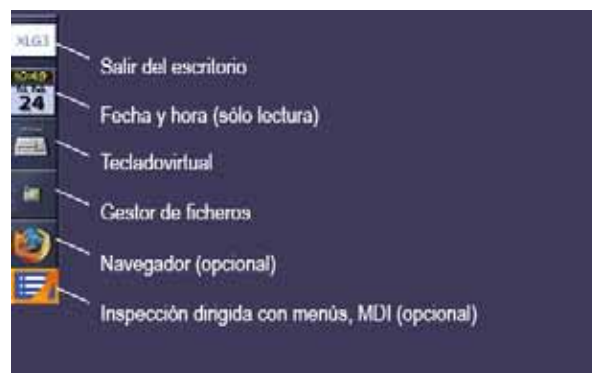 XLG3
Salir del escritorio
10:49
24
Fecha y hora (sólo lectura)
Tecladovirtual
Gestor de ficheros
Navegador (opcional)
Inspección dirigida con menús, MDI (opcional)